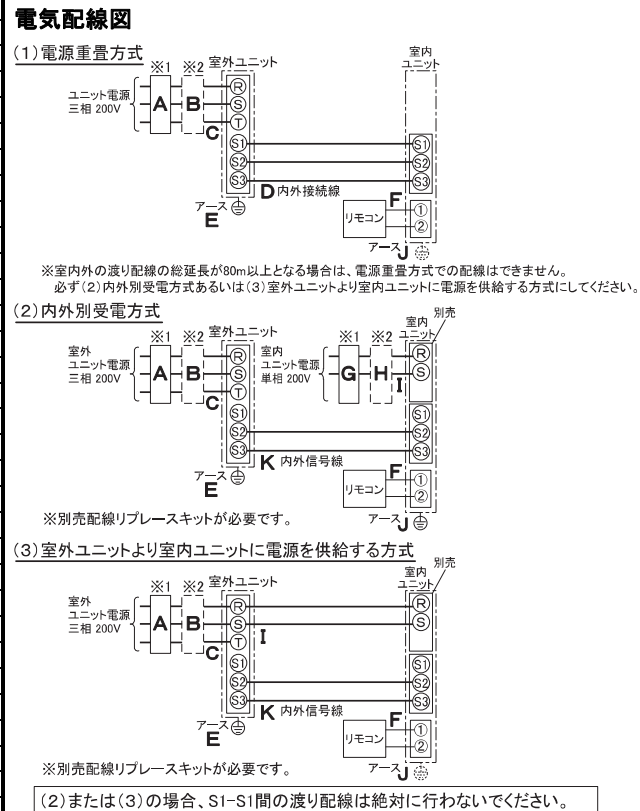 電気配線図
(1)電源重畳方式
※1 ※2 室外ユニット
室内
ユニット
ユニット電源
三相 200V
A B C
R
S
T
S1
S2
S3
S1
S2
S3
D 内外接続線
アース
E
F
リモコン
①
②
アース J
※室内外の渡り配線の総延長が80m以上となる場合は、電源重畳方式での配線はできません。
必ず(2)内外別受電方式あるいは(3)室外ユニットより室内ユニットに電源を供給する方式にしてください。
(2)内外別受電方式
※1 ※2 室外ユニット
室外
ユニット電源
三相 200V
A B C
R
S
T
S1
S2
S3
※1 ※2
室内
ユニット
別売
室内
ユニット電源
単相 200V
G H I
R
S
S1
S2
S3
K 内外信号線
アース
E
F
リモコン
①
②
アース J
※別売配線リプレースキットが必要です。
(3)室外ユニットより室内ユニットに電源を供給する方式
※1 ※2 室外ユニット
室内
ユニット
別売
室外
ユニット電源
三相 200V
A B C
R
S
T
S1
S2
S3
I
R
S
S1
S2
S3
K 内外信号線
アース
E
F
リモコン
①
②
アース J
※別売配線リプレースキットが必要です。
(2)または(3)の場合、S1-S1間の渡り配線は絶対に行わないでください。